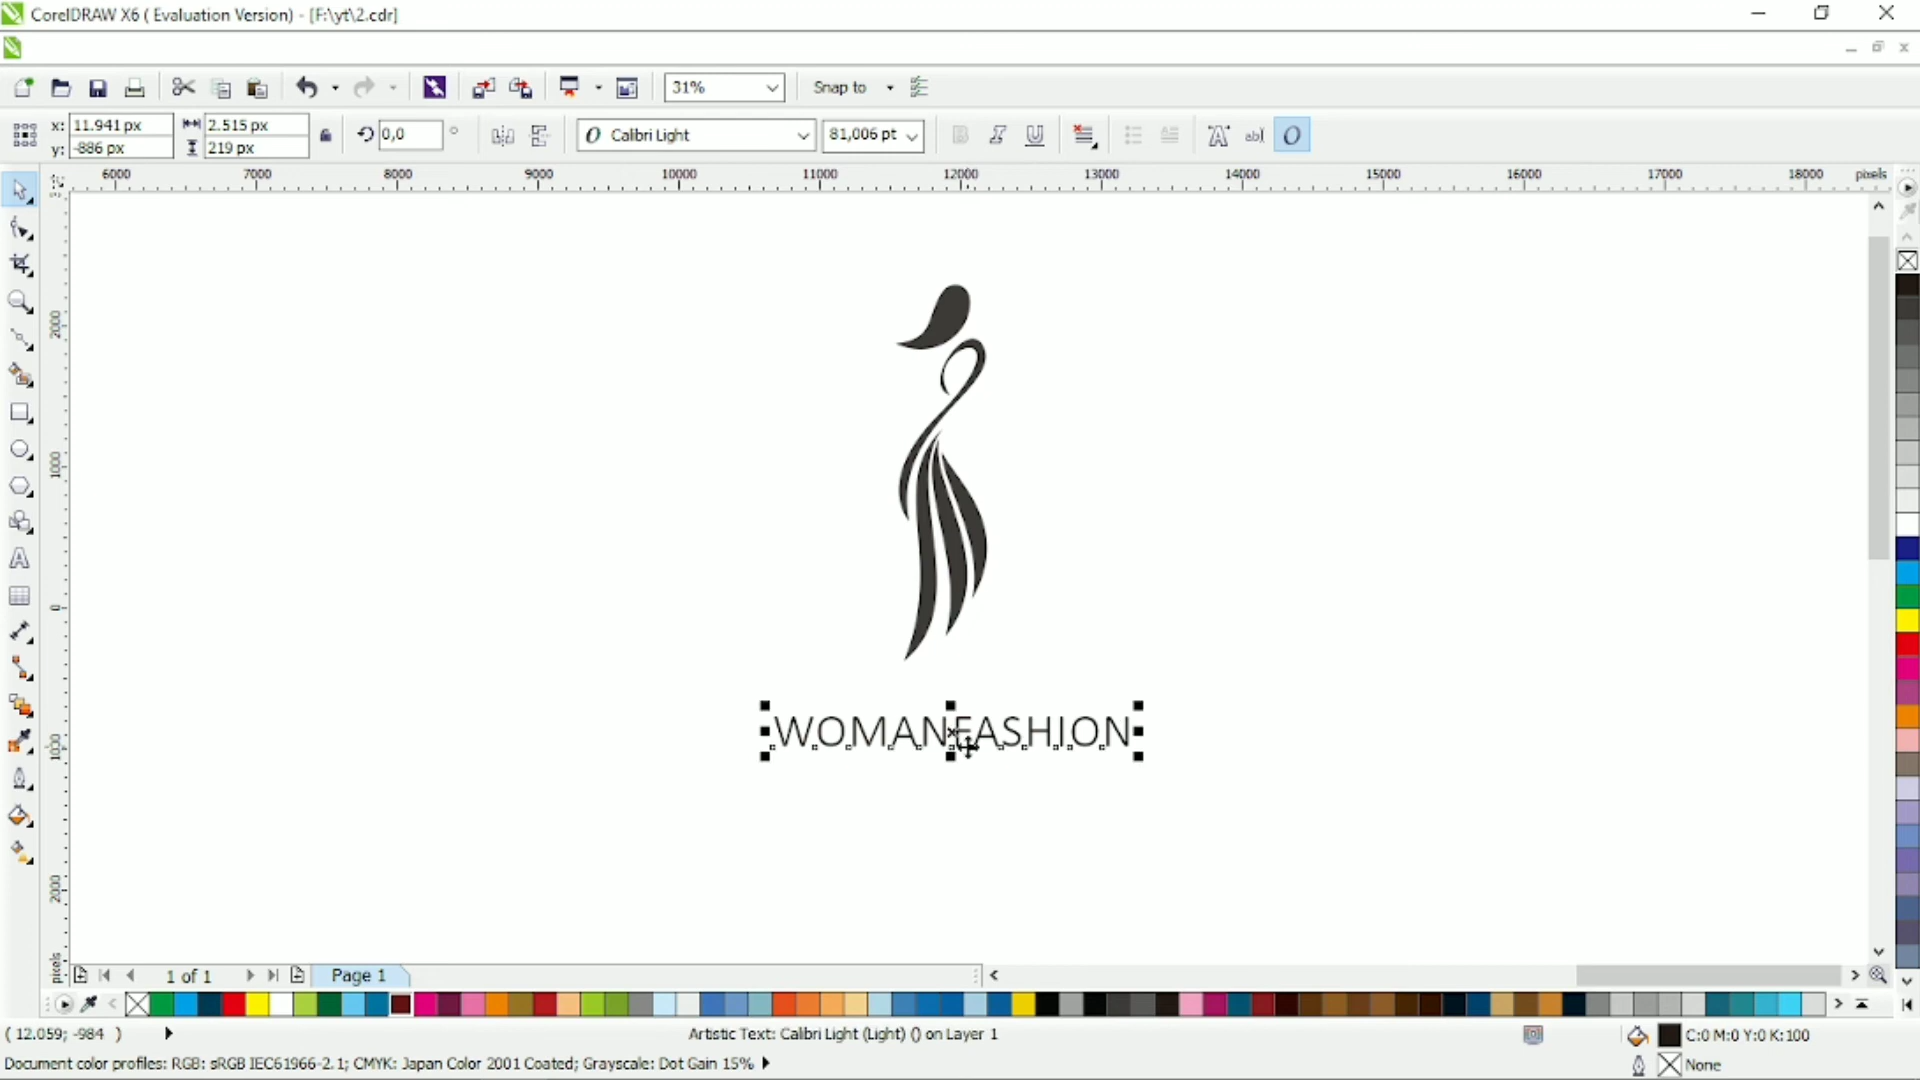 CorelDRAW X6 ( Evaluation Version) - [F:\yt\2.cdr]
31%
Snap to
x: 11.941 px
y: -886 px
2.515 px
219 px
0,0 °
O Calibri Light
81,006 pt
ab|
O
6000 7000 8000 9000 10000 11000 12000 13000 14000 15000 16000 17000 18000 pixels
2000
1000
0
1000
2000
pixels
WOMANFASHION
1 of 1
Page 1
( 12.059; -984 )
Artistic Text: Calibri Light (Light) () on Layer 1
C:0 M:0 Y:0 K:100
Document color profiles: RGB: sRGB IEC61966-2.1; CMYK: Japan Color 2001 Coated; Grayscale: Dot Gain 15%
None